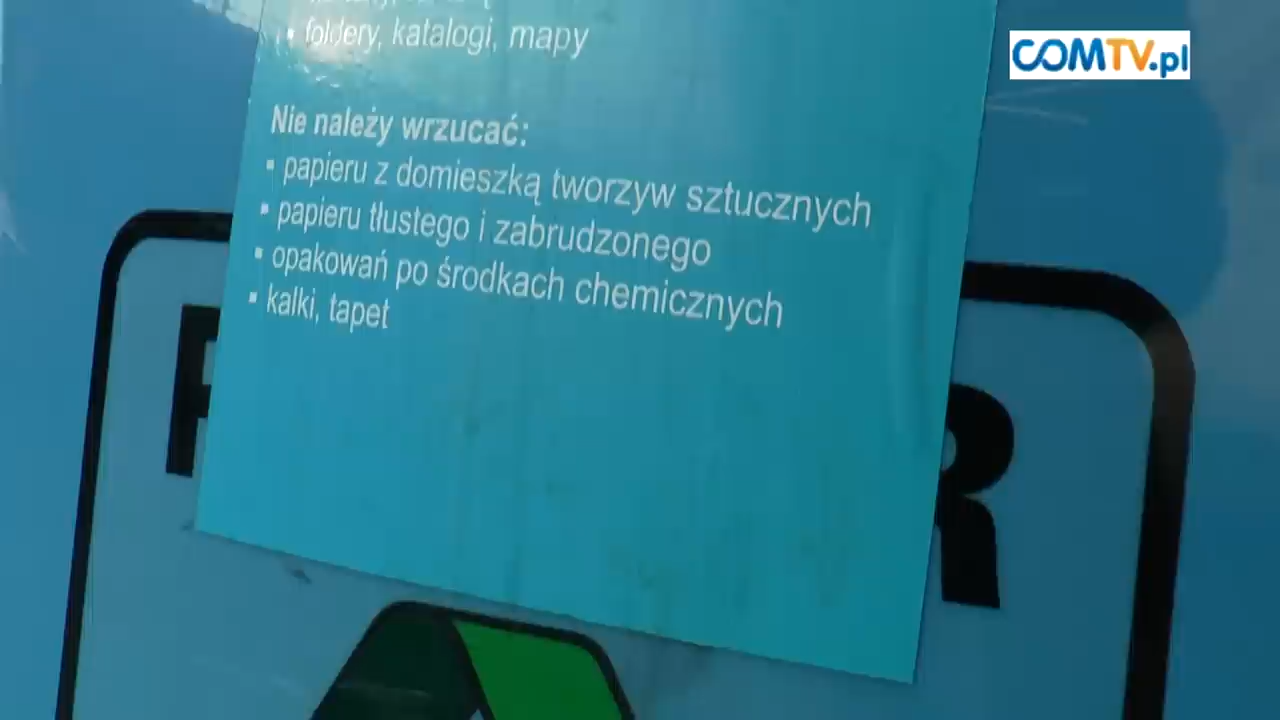 COMTV.pl
▪ foldery, katalogi, mapy
Nie należy wrzucać:
▪ papieru z domieszką tworzyw sztucznych
▪ papieru tłustego i zabrudzonego
▪ opakowań po środkach chemicznych
▪ kalki, tapet